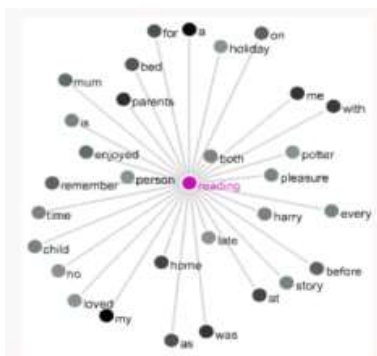 for
a
on
holiday
bed
mum
parents
me
with
is
enjoyed
both
potter
person
pleasure
remember
reading
time
harry
every
late
child
home
before
no
story
loved
at
my
was
as